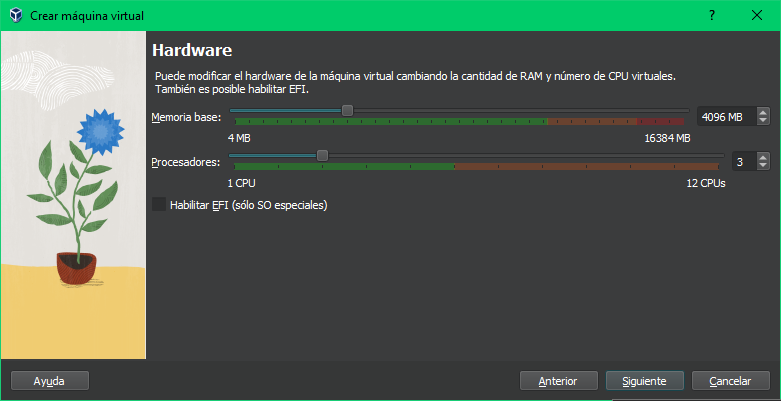 Crear máquina virtual
Hardware
Puede modificar el hardware de la máquina virtual cambiando la cantidad de RAM y número de CPU virtuales.
También es posible habilitar EFI.
Memoria base:
4096 MB
4 MB
16384 MB
Procesadores:
3
1 CPU
12 CPUs
Habilitar EFI (sólo SO especiales)
Ayuda
Anterior
Siguiente
Cancelar